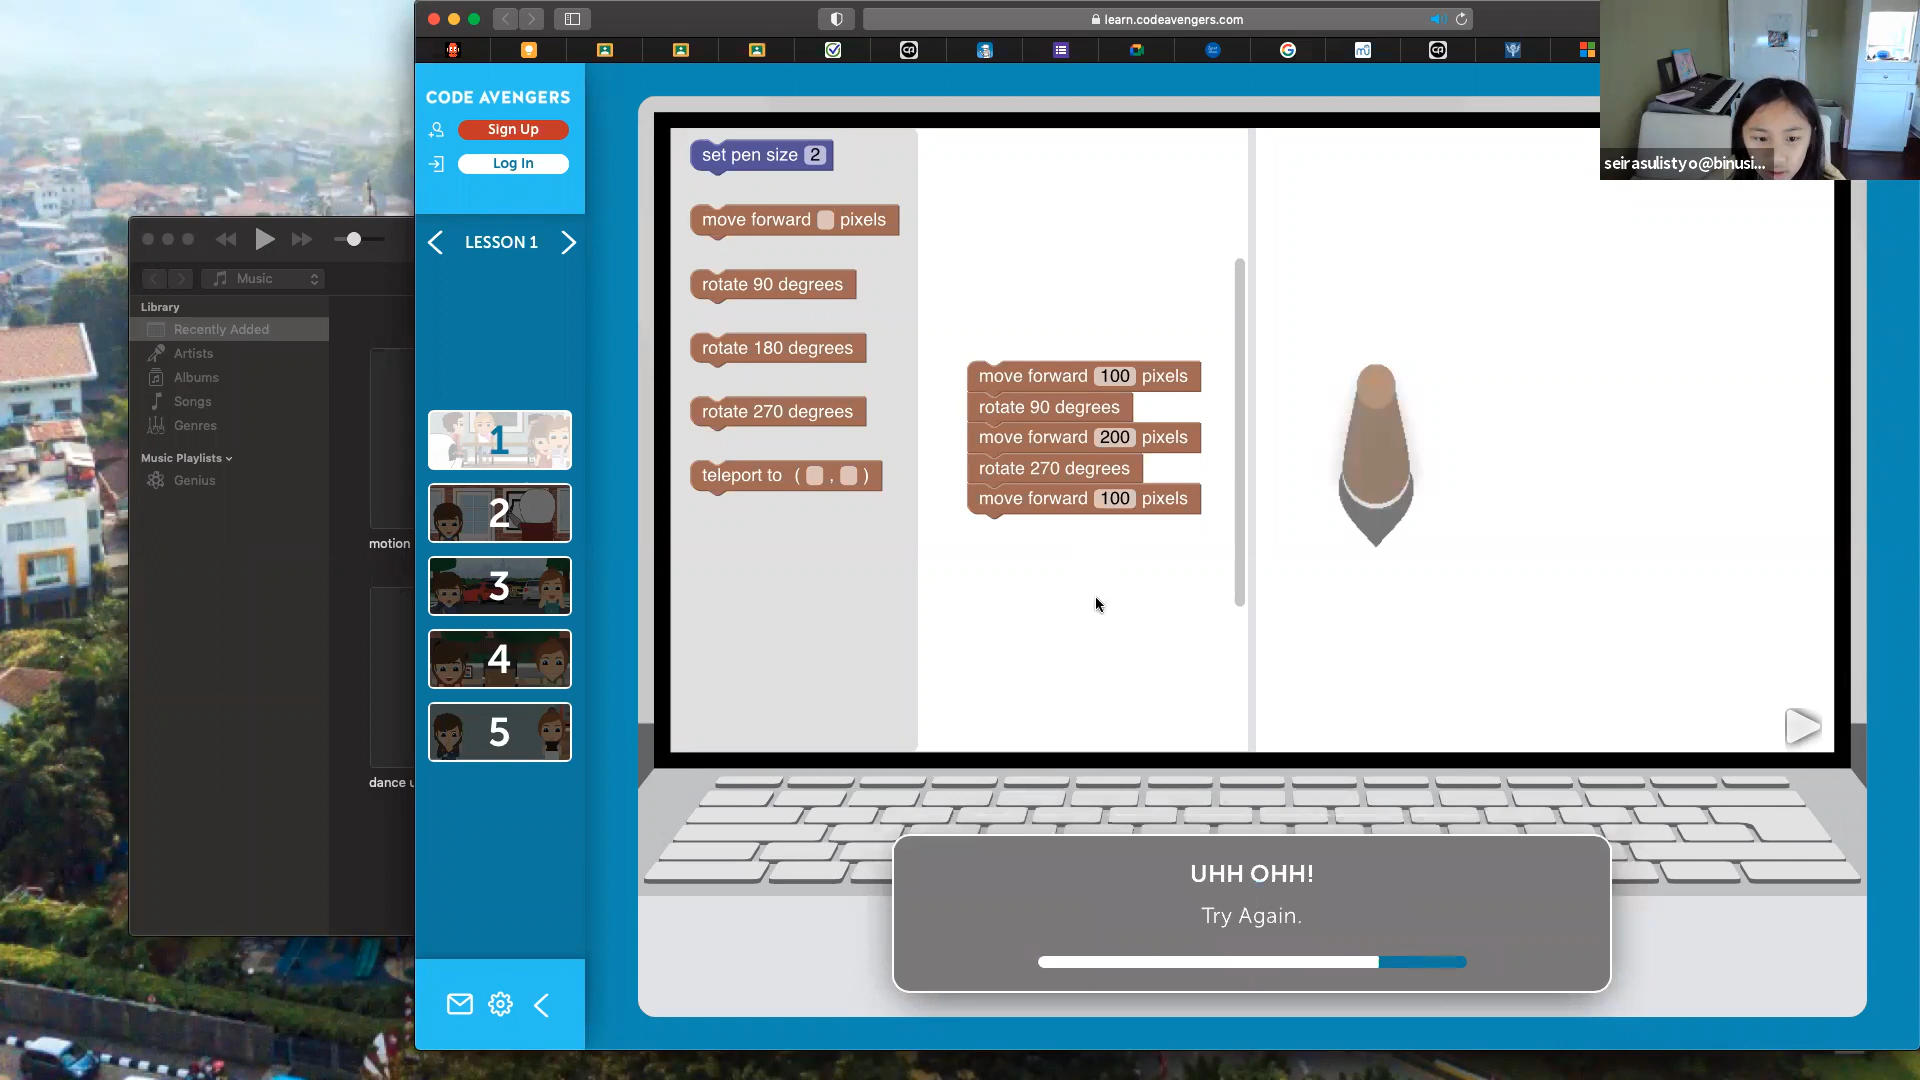 learn.codeavengers.com
CODE AVENGERS
Sign Up
Log In
LESSON 1
1
2
3
4
5
Music
Library
Recently Added
Artists
Albums
Songs
Genres
Music Playlists
Genius
motion
dance u
set pen size 2
move forward pixels
rotate 90 degrees
rotate 180 degrees
rotate 270 degrees
teleport to ( , )
move forward 100 pixels
rotate 90 degrees
move forward 200 pixels
rotate 270 degrees
move forward 100 pixels
seirasulistyo@binusi...
UHH OHH!
Try Again.